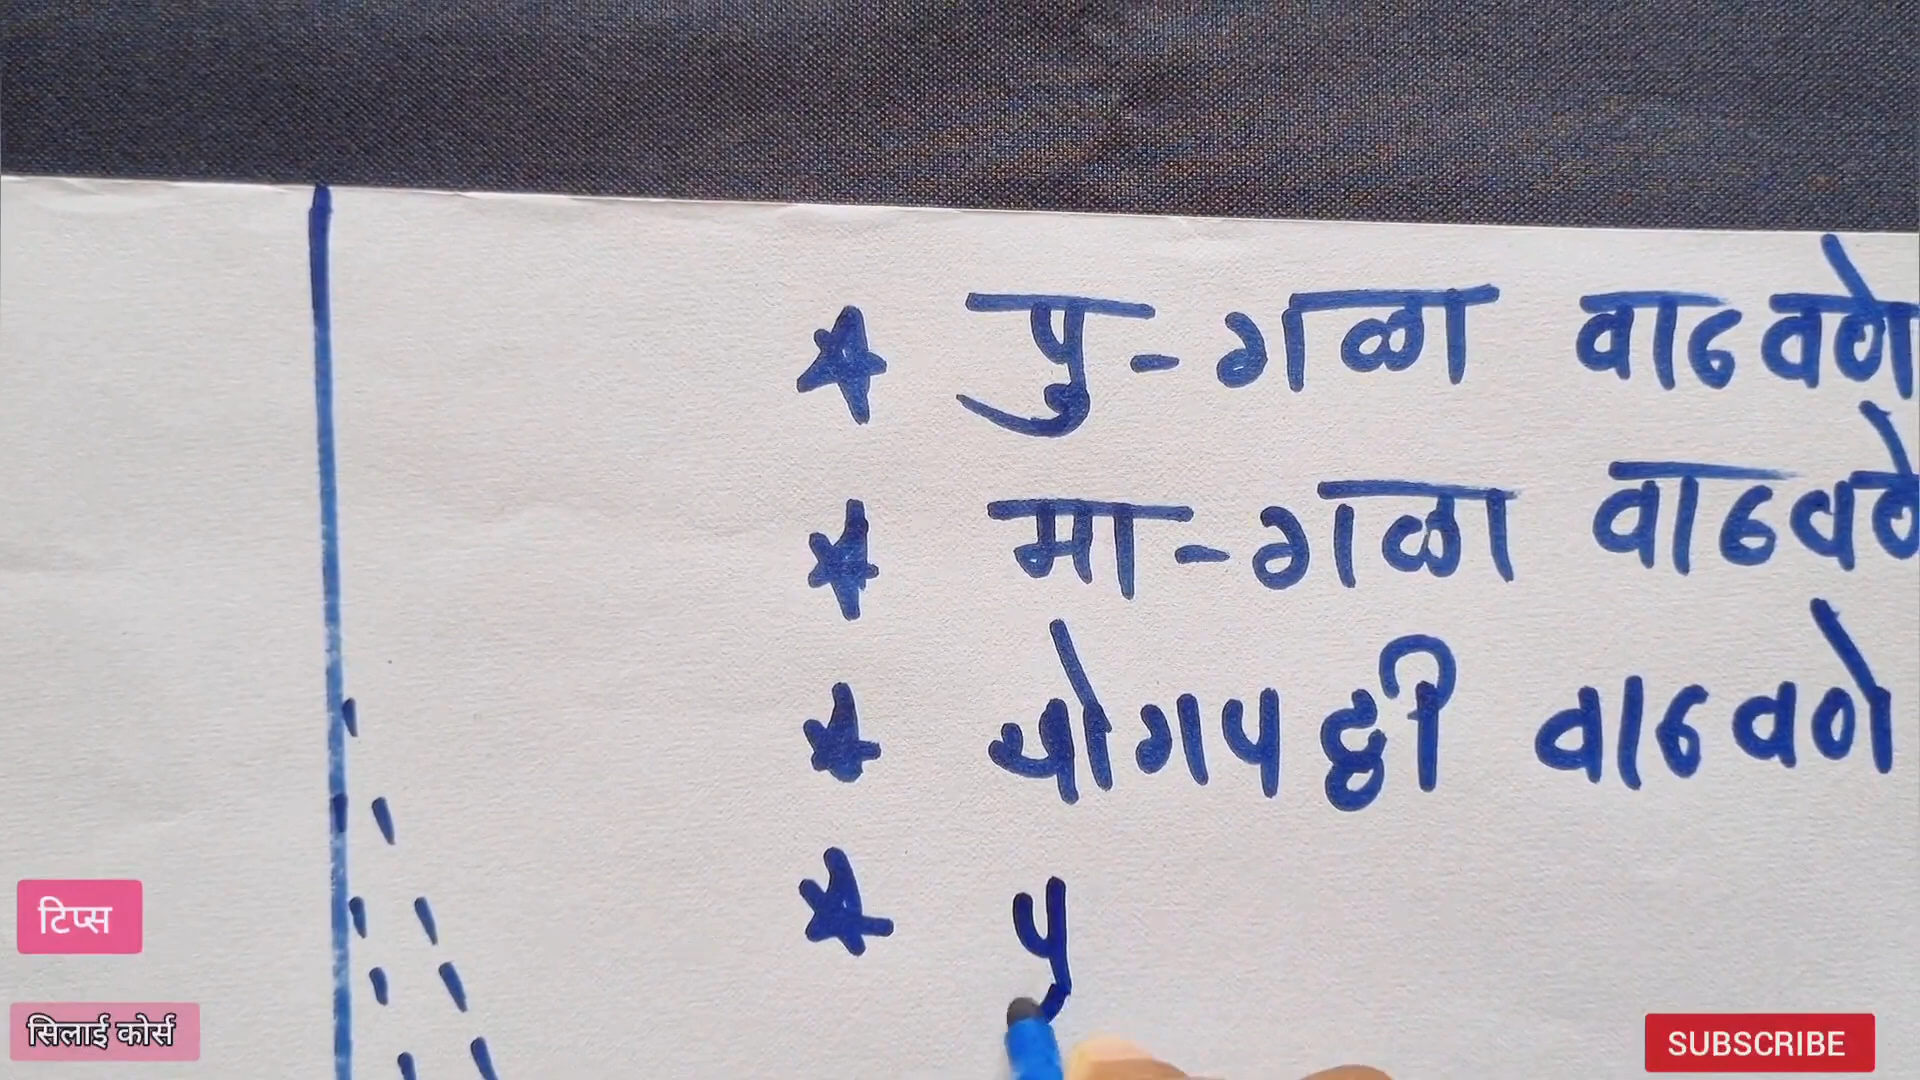 ★ पु - गळा वाढवणे
★ मा - गळा वाढवणे
★ योगपट्टी वाढवणे
★ पु
टिप्स
सिलाई कोर्स
SUBSCRIBE